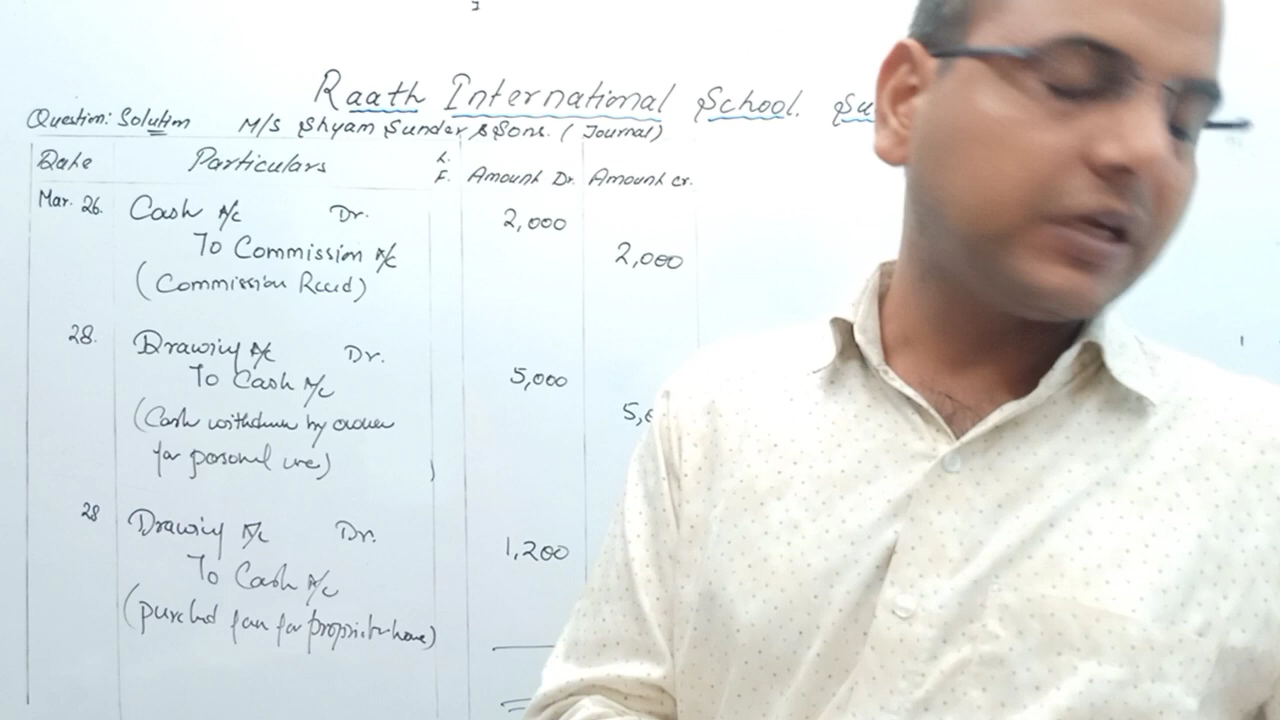 Raath International School. Su
Question: Solution M/S Shyam Sunder & Sons. (Journal)
Date Particulars L. F. Amount Dr. Amount Cr.
Mar. 26. Cash A/c Dr. 2,000
To Commission A/c 2,000
(Commission Recd)
28. Drawing A/c Dr. 5,000
To Cash A/c 5,
(Cash withdrawn by owner
for personal use)
28 Drawing A/c Dr. 1,200
To Cash A/c
(purchd fan for proprietor home)